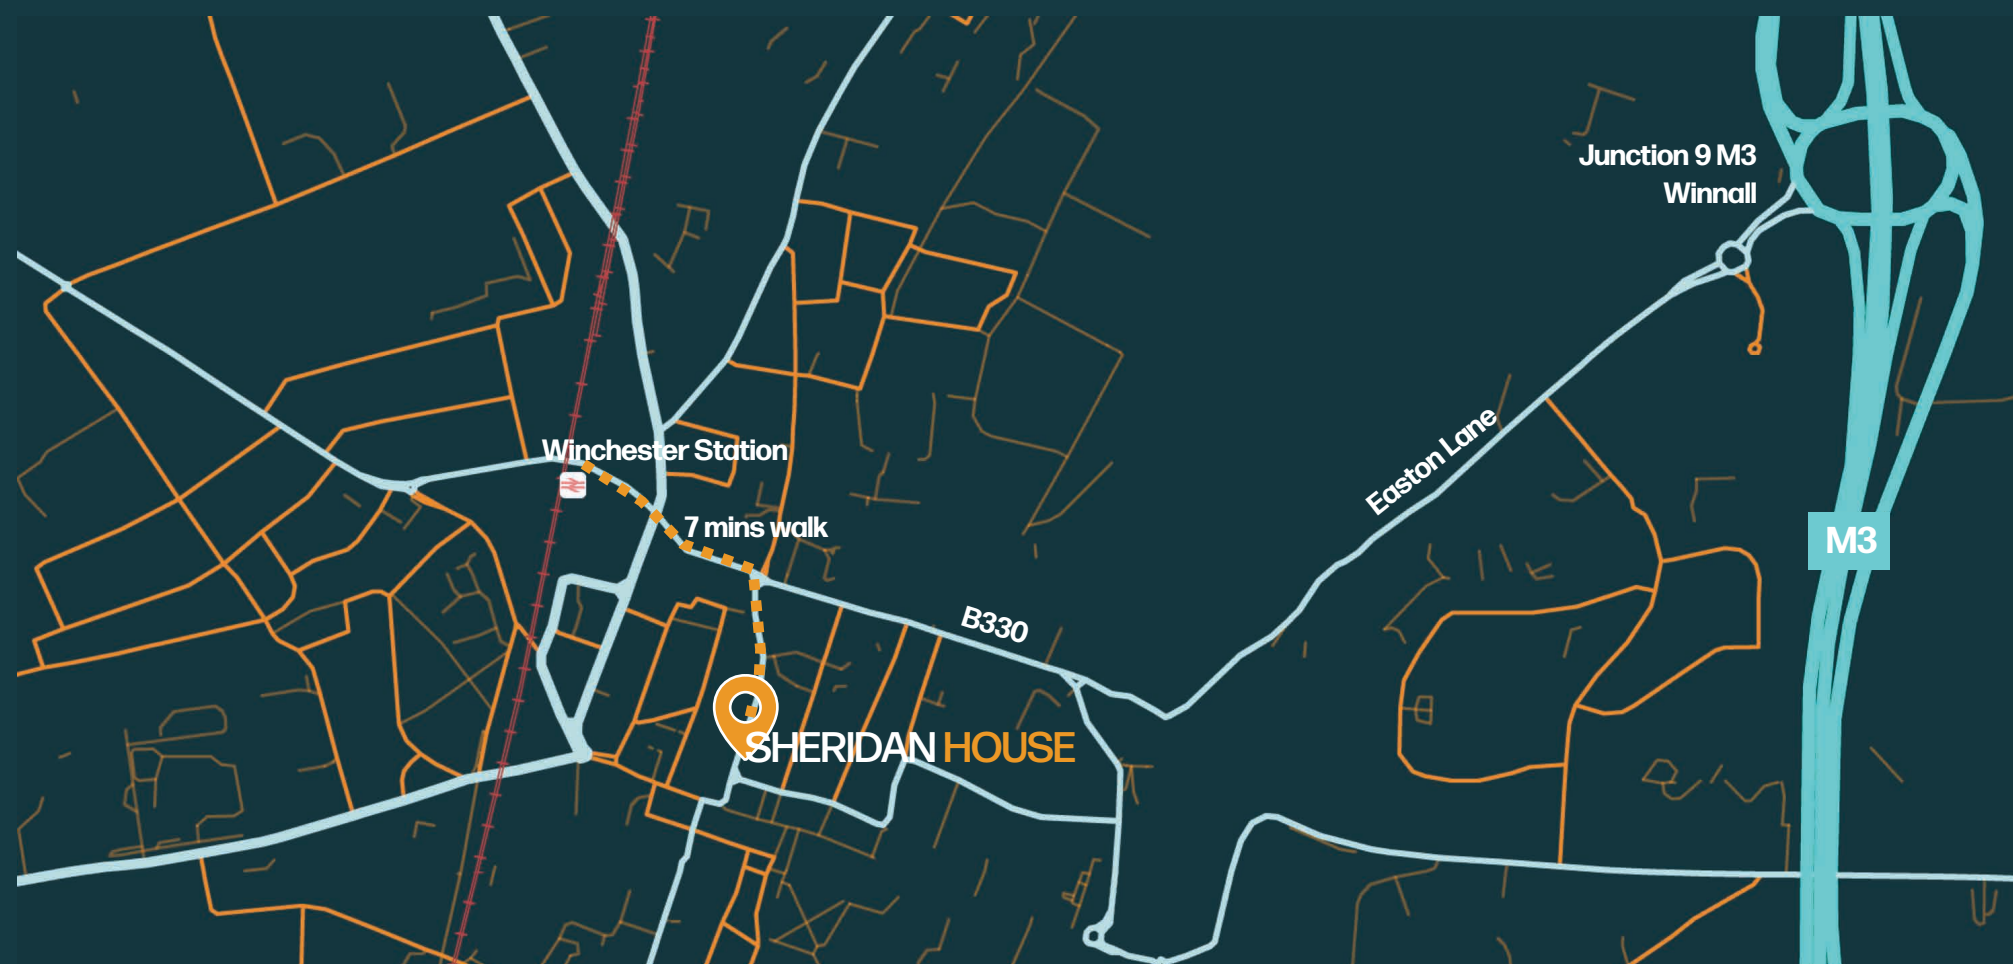 Junction 9 M3
Winnall
Easton Lane
Winchester Station
7 mins walk
M3
B330
SHERIDAN HOUSE